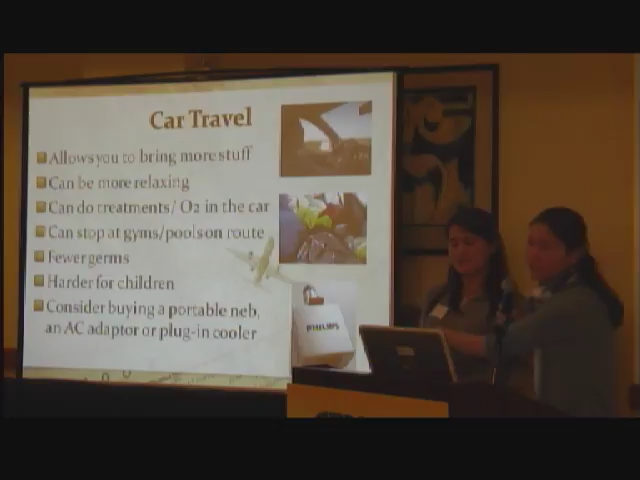 Car Travel
Allows you to bring more stuff
Can be more relaxing
Can do treatments/ O2 in the car
Can stop at gyms/pools on route
Fewer germs
Harder for children
Consider buying a portable neb,
an AC adaptor or plug-in cooler
PHILIPS